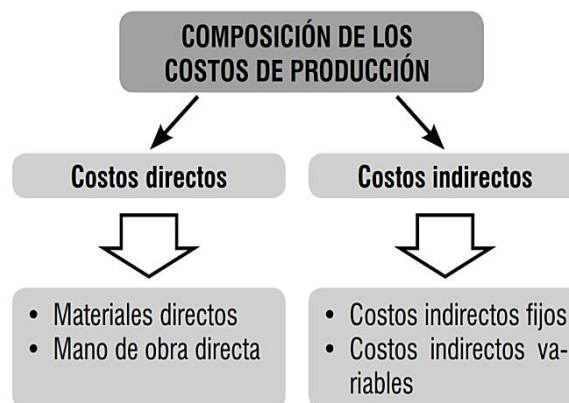 COMPOSICIÓN DE LOS
COSTOS DE PRODUCCIÓN
Costos directos
Costos indirectos
• Materiales directos
• Mano de obra directa
• Costos indirectos fijos
• Costos indirectos va-
riables